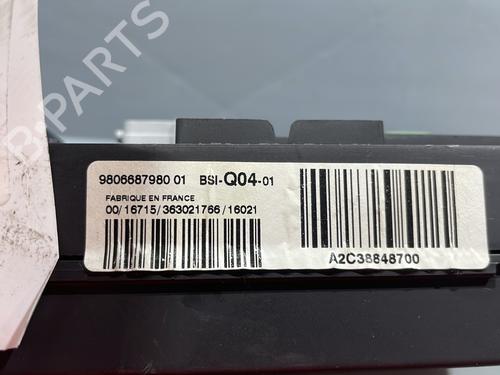 B-PARTS
9806687980 01 BSI-Q04-01
FABRIQUE EN FRANCE
00/16715/363021766/16021
A2C38848700